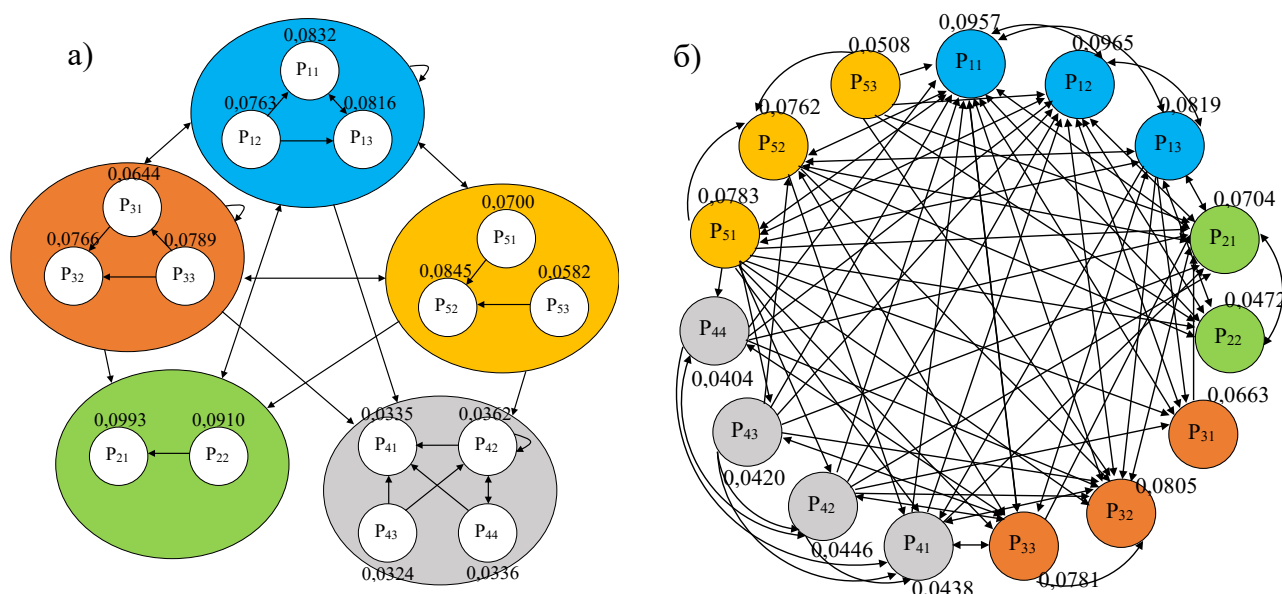 а)
0,0832
P11
0,0763
0,0816
P12
P13
0,0644
P31
0,0766
0,0789
P32
P33
0,0700
P51
0,0845
0,0582
P52
P53
0,0993
0,0910
P21
P22
0,0335
0,0362
P41
P42
P43
P44
0,0324
0,0336
б)
0,0957
P11
0,0965
P12
0,0819
P13
0,0704
P21
0,0472
P22
0,0663
P31
0,0805
P32
P33
0,0781
P41
0,0438
P42
0,0446
P43
0,0420
P44
0,0404
0,0783
P51
0,0762
P52
0,0508
P53